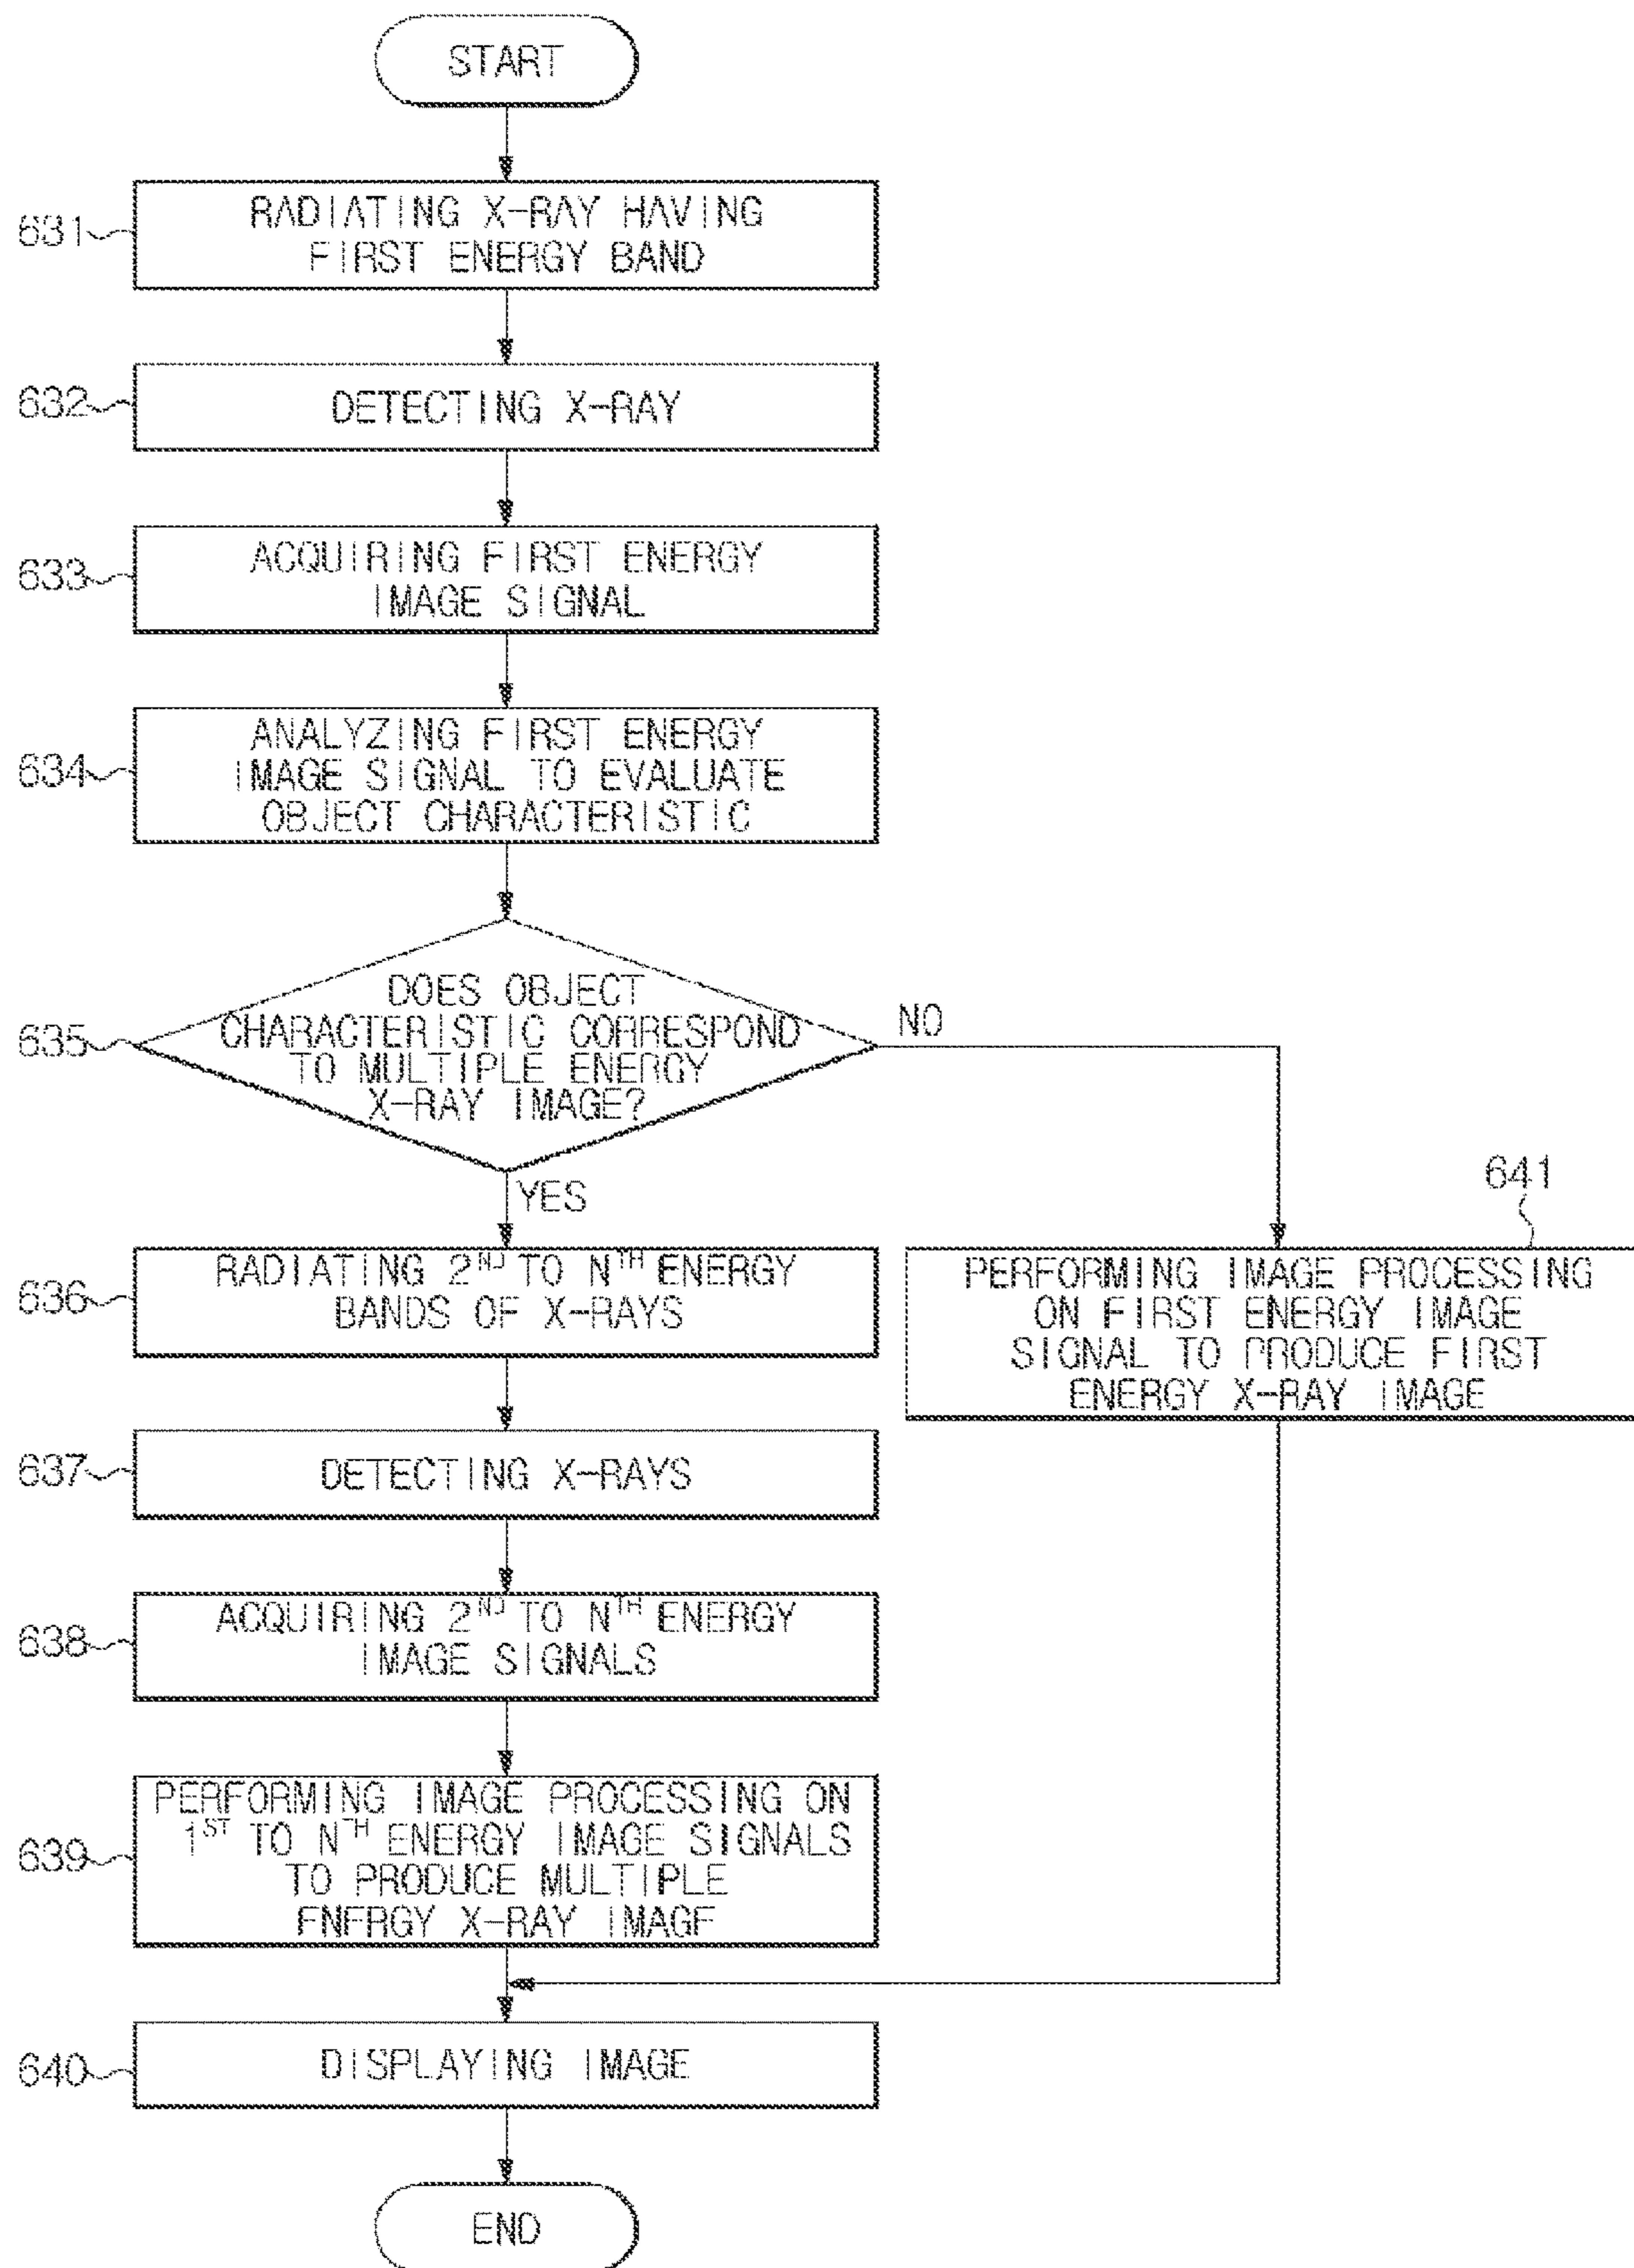 START
631
RADIATING X-RAY HAVING
FIRST ENERGY BAND
632
DETECTING X-RAY
633
ACQUIRING FIRST ENERGY
IMAGE SIGNAL
634
ANALYZING FIRST ENERGY
IMAGE SIGNAL TO EVALUATE
OBJECT CHARACTERISTIC
635
DOES OBJECT
CHARACTERISTIC CORRESPOND
TO MULTIPLE ENERGY
X-RAY IMAGE?
NO
YES
636
RADIATING 2ND TO NTH ENERGY
BANDS OF X-RAYS
641
PERFORMING IMAGE PROCESSING
ON FIRST ENERGY IMAGE
SIGNAL TO PRODUCE FIRST
ENERGY X-RAY IMAGE
637
DETECTING X-RAYS
638
ACQUIRING 2ND TO NTH ENERGY
IMAGE SIGNALS
639
PERFORMING IMAGE PROCESSING ON
1ST TO NTH ENERGY IMAGE SIGNALS
TO PRODUCE MULTIPLE
ENERGY X-RAY IMAGE
640
DISPLAYING IMAGE
END